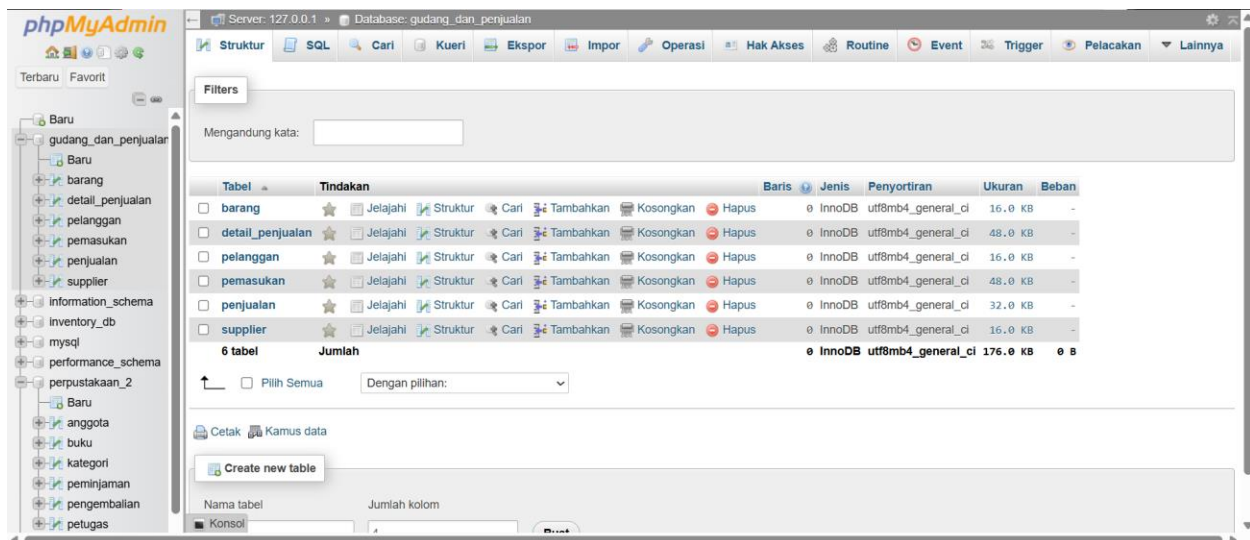 phpMyAdmin
Terbaru Favorit
Baru
gudang_dan_penjualan
Baru
barang
detail_penjualan
pelanggan
pemasukan
penjualan
supplier
information_schema
inventory_db
mysql
performance_schema
perpustakaan_2
Baru
anggota
buku
kategori
peminjaman
pengembalian
petugas
Server: 127.0.0.1 » Database: gudang_dan_penjualan
Struktur SQL Cari Kueri Ekspor Impor Operasi Hak Akses Routine Event Trigger Pelacakan Lainnya
Filters
Mengandung kata:
Tabel Tindakan Baris Jenis Penyortiran Ukuran Beban
barang Jelajahi Struktur Cari Tambahkan Kosongkan Hapus 0 InnoDB utf8mb4_general_ci 16.0 KB -
detail_penjualan Jelajahi Struktur Cari Tambahkan Kosongkan Hapus 0 InnoDB utf8mb4_general_ci 48.0 KB -
pelanggan Jelajahi Struktur Cari Tambahkan Kosongkan Hapus 0 InnoDB utf8mb4_general_ci 16.0 KB -
pemasukan Jelajahi Struktur Cari Tambahkan Kosongkan Hapus 0 InnoDB utf8mb4_general_ci 48.0 KB -
penjualan Jelajahi Struktur Cari Tambahkan Kosongkan Hapus 0 InnoDB utf8mb4_general_ci 32.0 KB -
supplier Jelajahi Struktur Cari Tambahkan Kosongkan Hapus 0 InnoDB utf8mb4_general_ci 16.0 KB -
6 tabel Jumlah 0 InnoDB utf8mb4_general_ci 176.0 KB 0 B
Pilih Semua Dengan pilihan:
Cetak Kamus data
Create new table
Nama tabel Jumlah kolom
Konsol 4 Buat